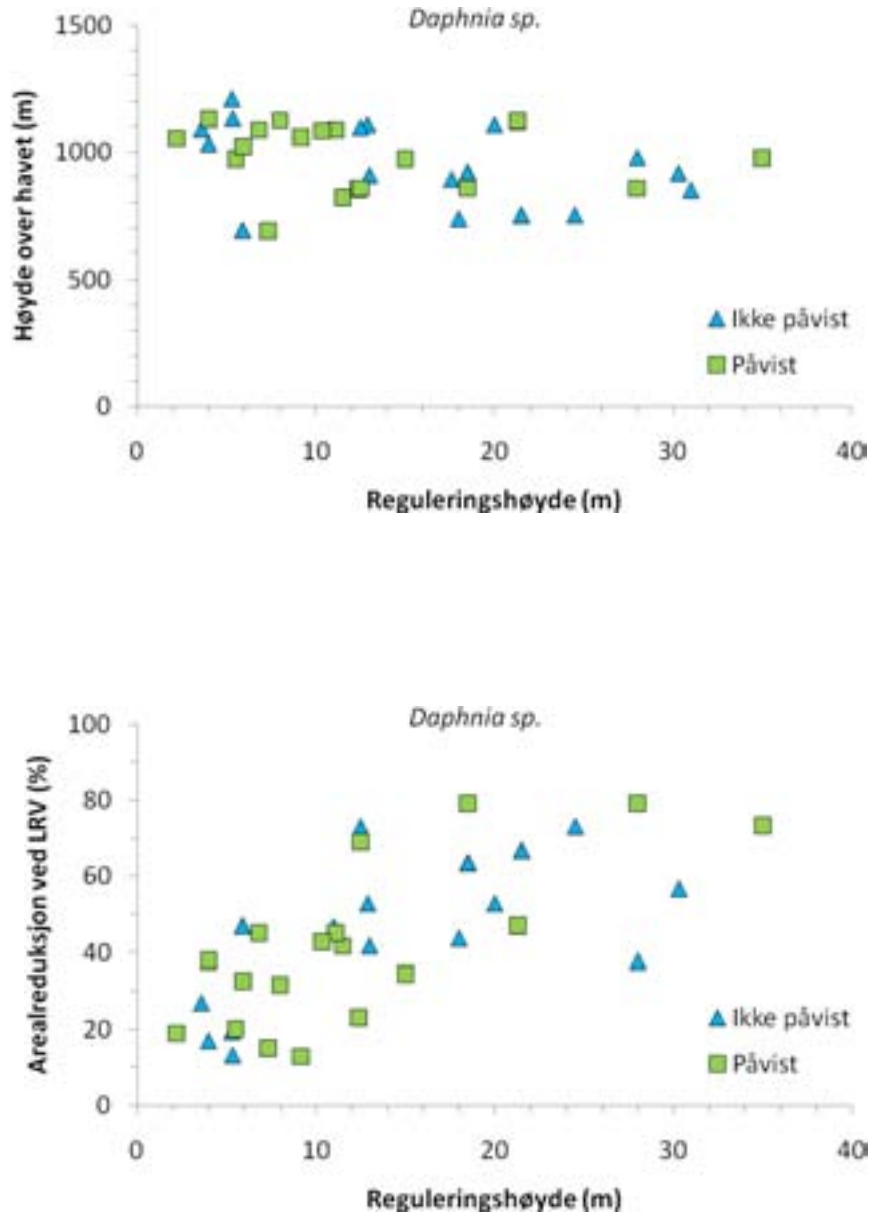 Daphnia sp.
1500
1000
500
0
Høyde over havet (m)
Ikke påvist
Påvist
0 10 20 30 40
Reguleringshøyde (m)
Daphnia sp.
100
80
60
40
20
0
Arealreduksjon ved LRV (%)
Ikke påvist
Påvist
0 10 20 30 40
Reguleringshøyde (m)